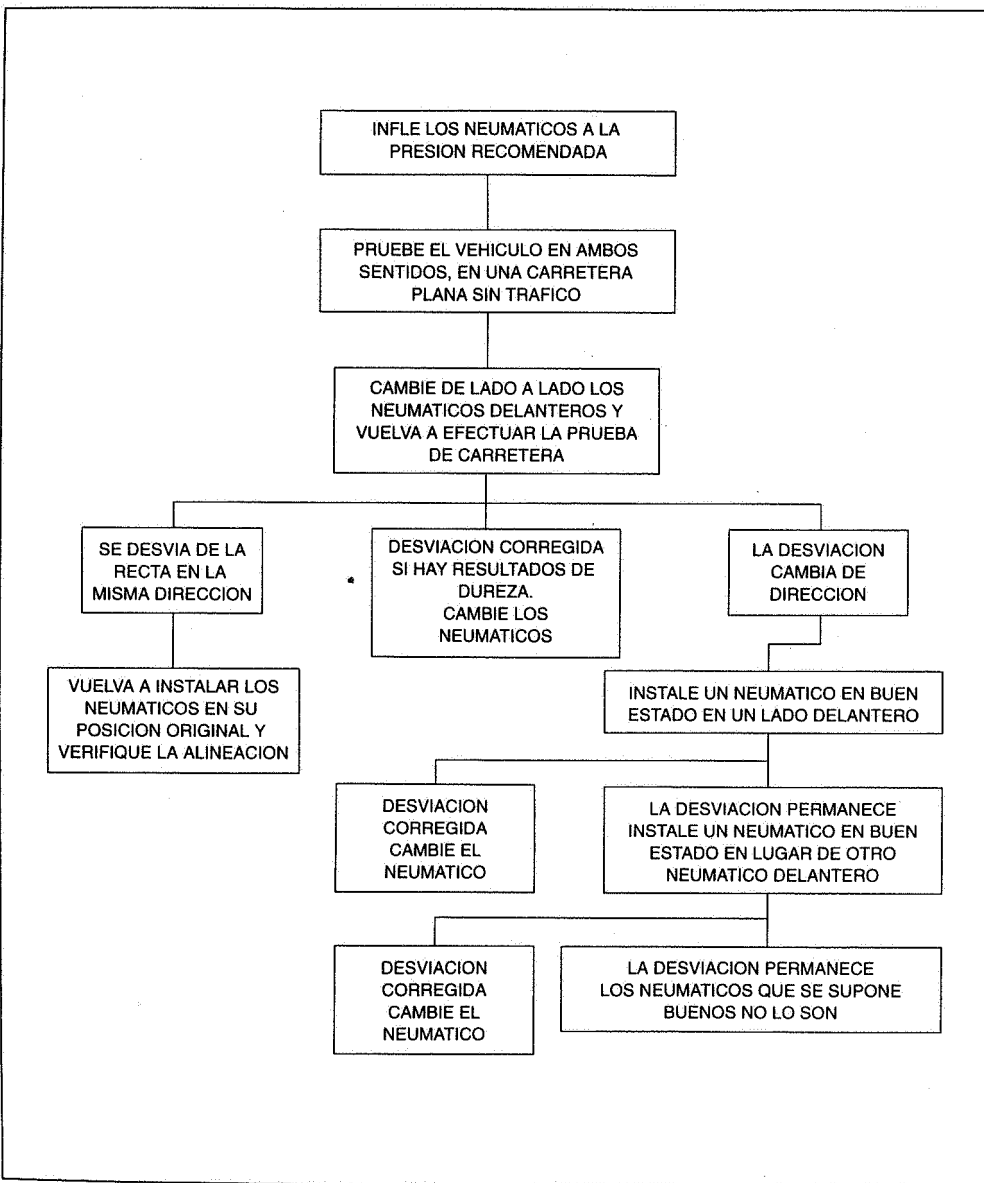 INFLE LOS NEUMATICOS A LA
PRESION RECOMENDADA
PRUEBE EL VEHICULO EN AMBOS
SENTIDOS, EN UNA CARRETERA
PLANA SIN TRAFICO
CAMBIE DE LADO A LADO LOS
NEUMATICOS DELANTEROS Y
VUELVA A EFECTUAR LA PRUEBA
DE CARRETERA
SE DESVIA DE LA
RECTA EN LA
MISMA DIRECCION
DESVIACION CORREGIDA
SI HAY RESULTADOS DE
DUREZA.
CAMBIE LOS
NEUMATICOS
LA DESVIACION
CAMBIA DE
DIRECCION
VUELVA A INSTALAR LOS
NEUMATICOS EN SU
POSICION ORIGINAL Y
VERIFIQUE LA ALINEACION
INSTALE UN NEUMATICO EN BUEN
ESTADO EN UN LADO DELANTERO
DESVIACION
CORREGIDA
CAMBIE EL
NEUMATICO
LA DESVIACION PERMANECE
INSTALE UN NEUMATICO EN BUEN
ESTADO EN LUGAR DE OTRO
NEUMATICO DELANTERO
DESVIACION
CORREGIDA
CAMBIE EL
NEUMATICO
LA DESVIACION PERMANECE
LOS NEUMATICOS QUE SE SUPONE
BUENOS NO LO SON